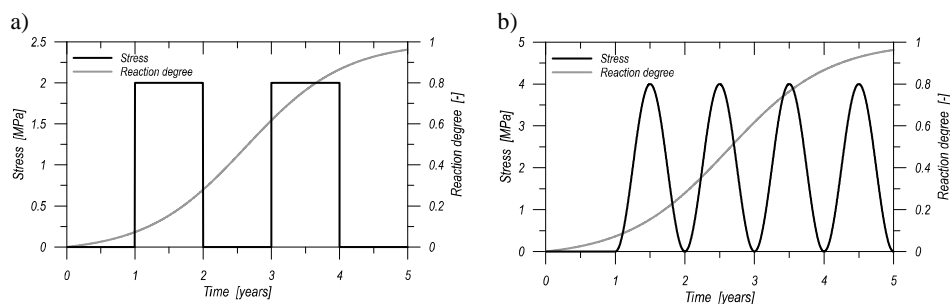 a)
2.5
2
1.5
1
0.5
0
Stress [MPa]
Stress
Reaction degree
1
0.8
0.6
0.4
0.2
0
Reaction degree [-]
0 1 2 3 4 5
Time [years]
b)
5
4
3
2
1
0
Stress [MPa]
Stress
Reaction degree
1
0.8
0.6
0.4
0.2
0
Reaction degree [-]
0 1 2 3 4 5
Time [years]